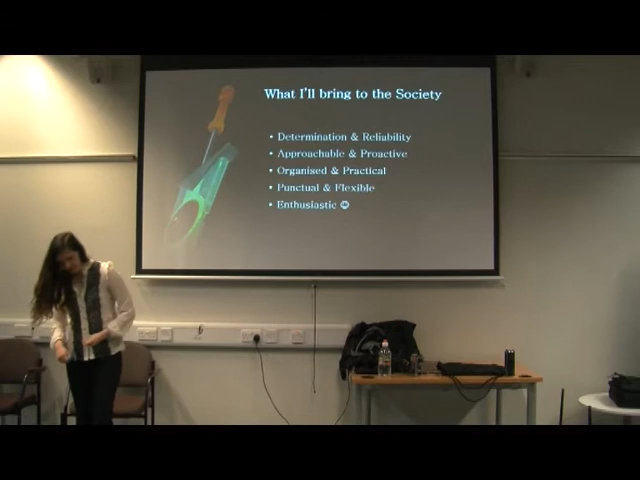 What I'll bring to the Society
• Determination & Reliability
• Approachable & Proactive
• Organised & Practical
• Punctual & Flexible
• Enthusiastic ☺